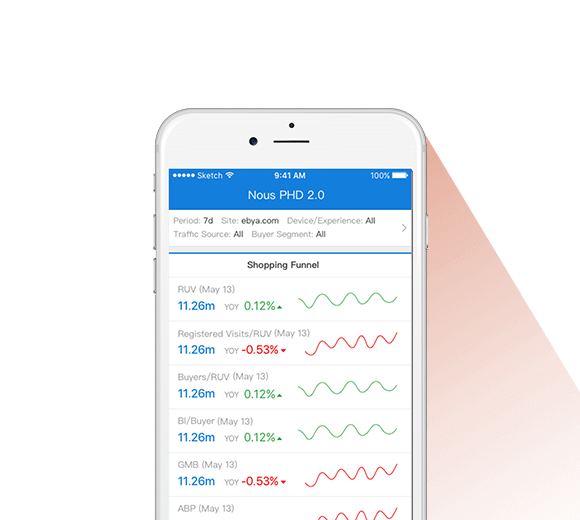 Sketch 9:41 AM 100%
Nous PHD 2.0
Period: 7d Site: ebya.com Device/Experience: All
Traffic Source: All Buyer Segment: All
Shopping Funnel
RUV (May 13)
11.26m YOY 0.12%
Registered Visits/RUV (May 13)
11.26m YOY -0.53%
Buyers/RUV (May 13)
11.26m YOY 0.12%
BI/Buyer (May 13)
11.26m YOY 0.12%
GMB (May 13)
11.26m YOY -0.53%
ABP (May 13)